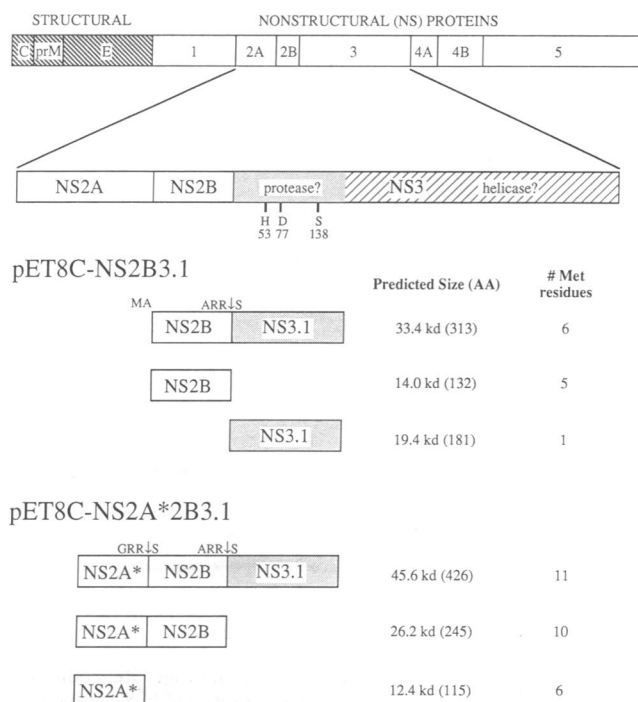 STRUCTURAL NONSTRUCTURAL (NS) PROTEINS
C prM E 1 2A 2B 3 4A 4B 5
NS2A NS2B protease? NS3 helicase?
H D S
53 77 138
pET8C-NS2B3.1
Predicted Size (AA) # Met residues
MA ARR↓S
NS2B NS3.1 33.4 kd (313) 6
NS2B 14.0 kd (132) 5
NS3.1 19.4 kd (181) 1
pET8C-NS2A*2B3.1
GRR↓S ARR↓S
NS2A* NS2B NS3.1 45.6 kd (426) 11
NS2A* NS2B 26.2 kd (245) 10
NS2A* 12.4 kd (115) 6